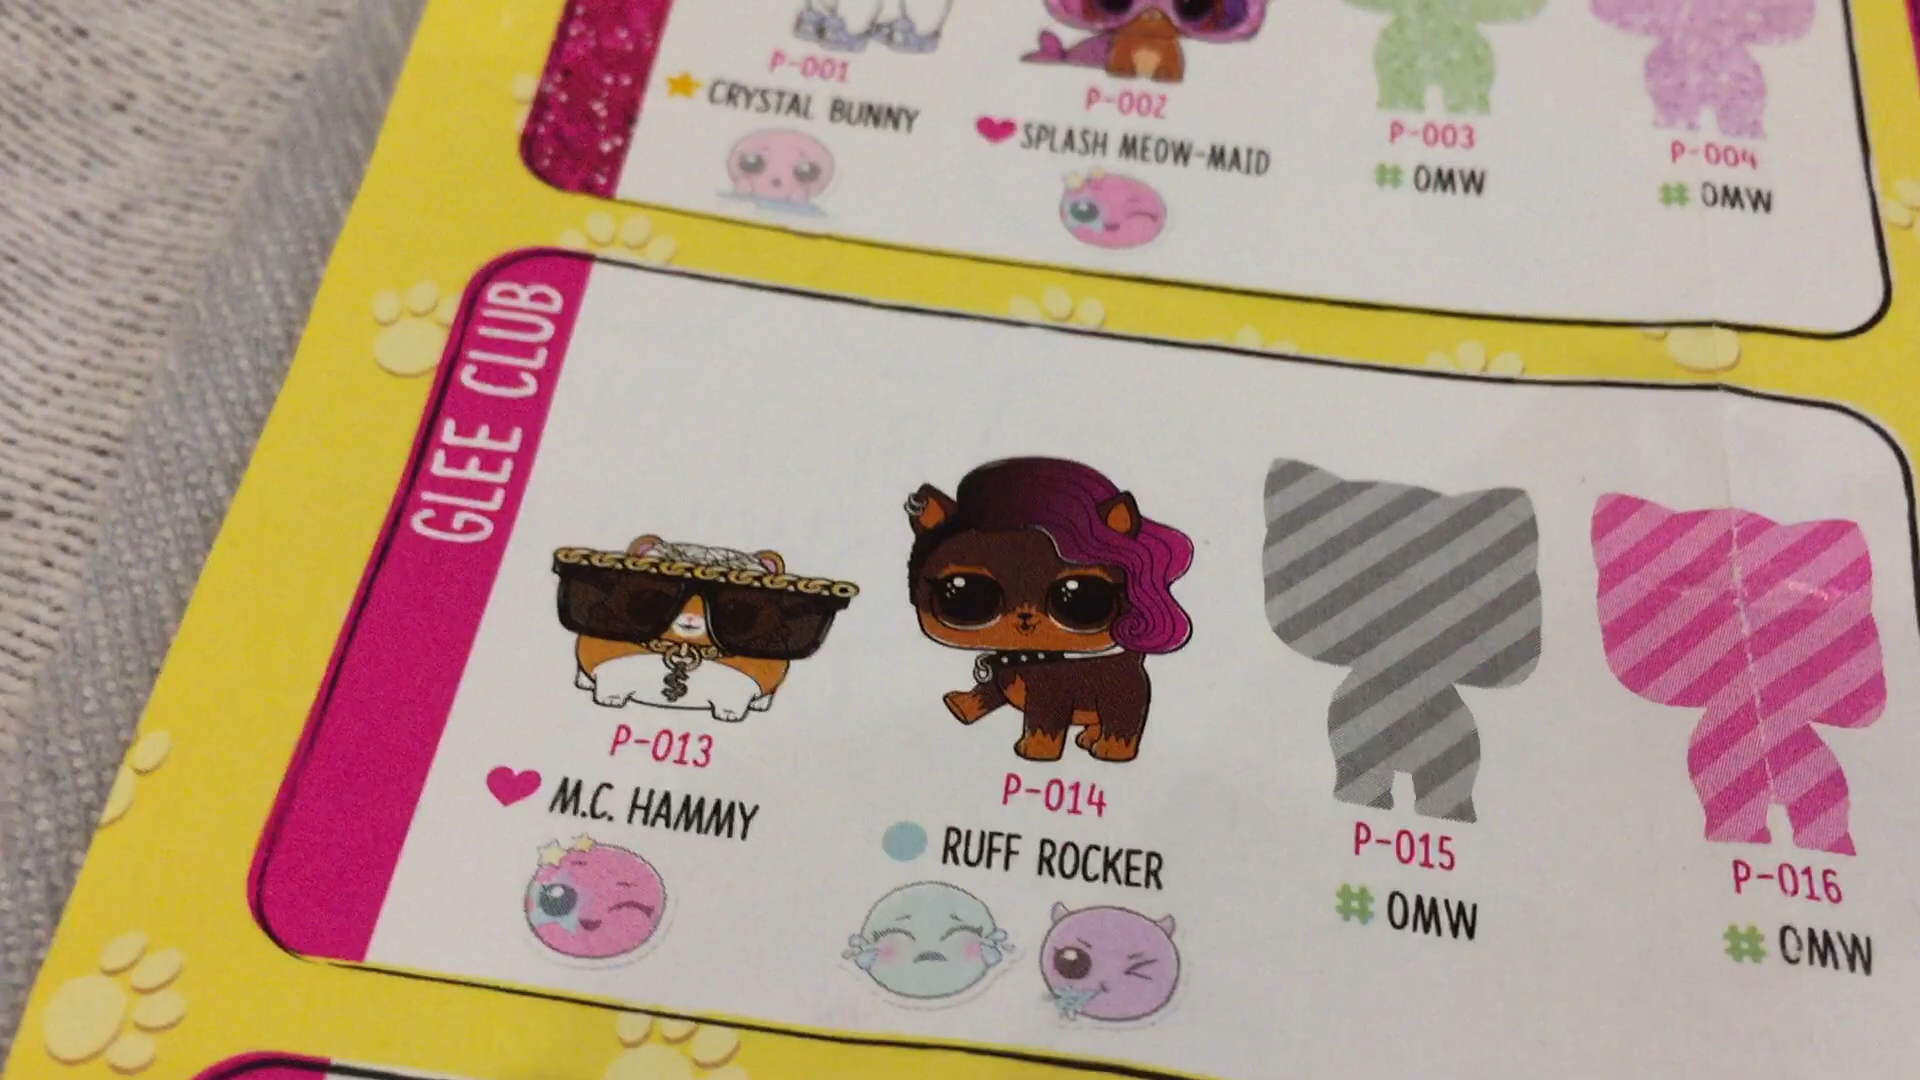 P-001
CRYSTAL BUNNY
P-002
SPLASH MEOW-MAID
P-003
# OMW
P-004
# OMW
GLEE CLUB
P-013
M.C. HAMMY
P-014
RUFF ROCKER
P-015
# OMW
P-016
# OMW